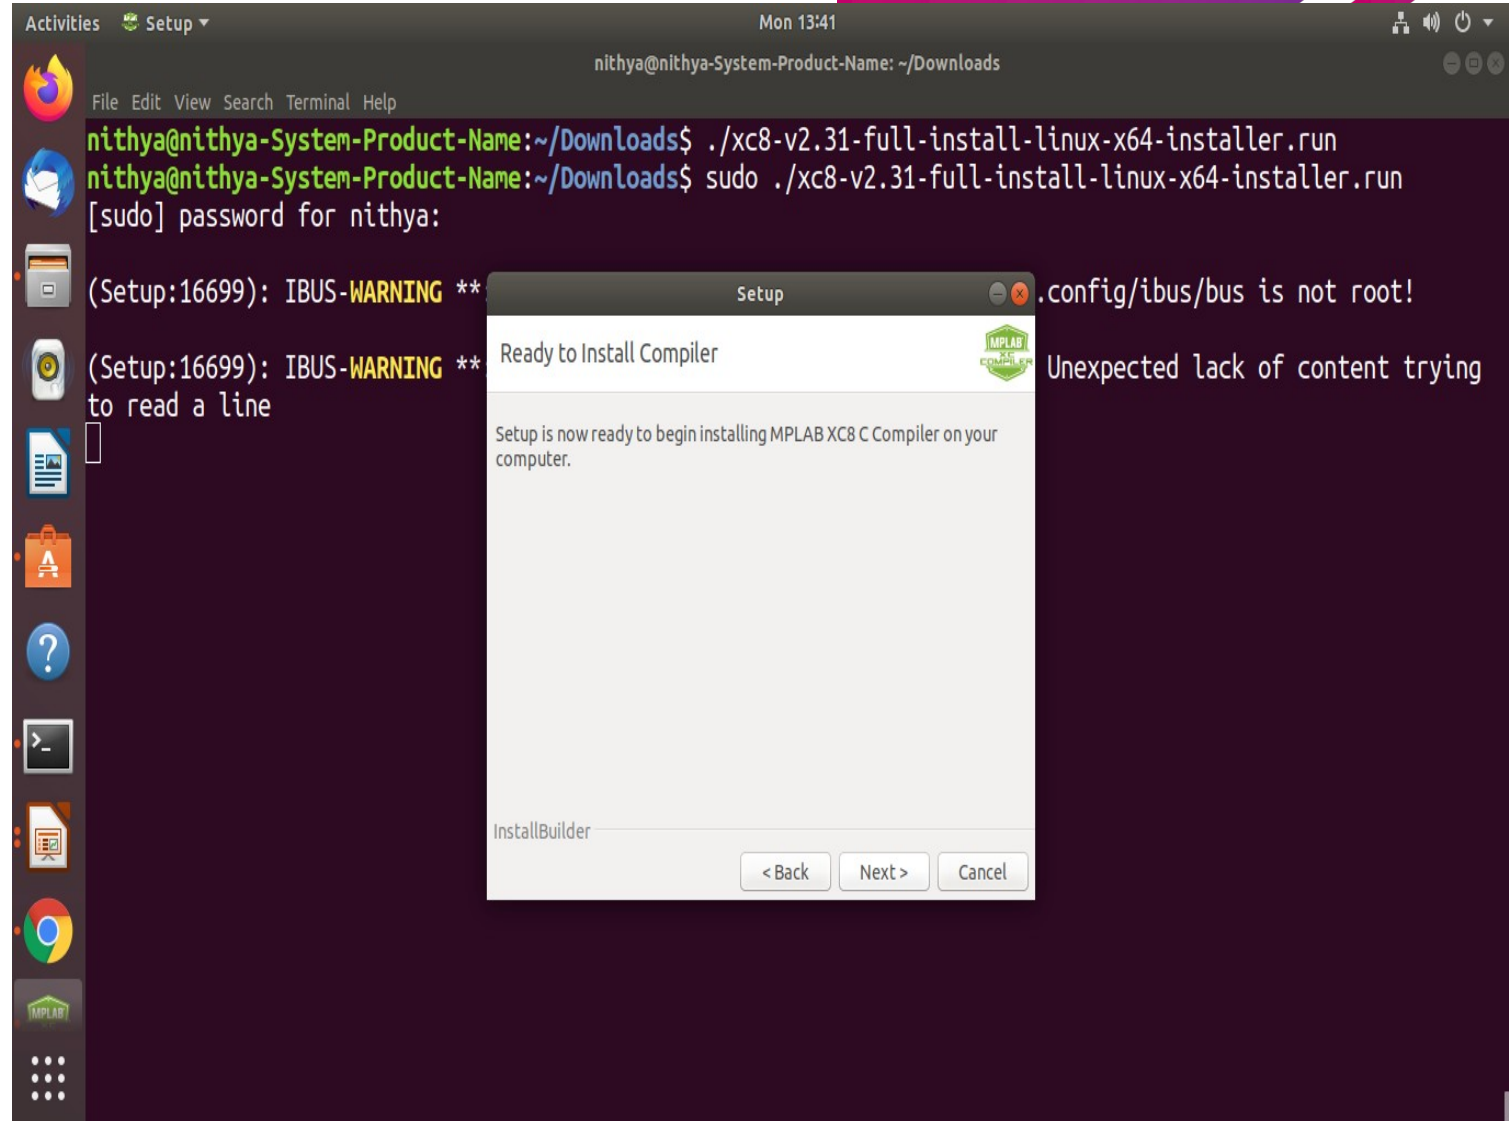 Activities Setup Mon 13:41
nithya@nithya-System-Product-Name: ~/Downloads
File Edit View Search Terminal Help
nithya@nithya-System-Product-Name:~/Downloads$ ./xc8-v2.31-full-install-linux-x64-installer.run
nithya@nithya-System-Product-Name:~/Downloads$ sudo ./xc8-v2.31-full-install-linux-x64-installer.run
[sudo] password for nithya:
(Setup:16699): IBUS-WARNING **: .config/ibus/bus is not root!
(Setup:16699): IBUS-WARNING **: Unexpected lack of content trying
to read a line
Setup
Ready to Install Compiler
MPLAB
XC
COMPILER
Setup is now ready to begin installing MPLAB XC8 C Compiler on your
computer.
InstallBuilder
< Back Next > Cancel
MPLAB